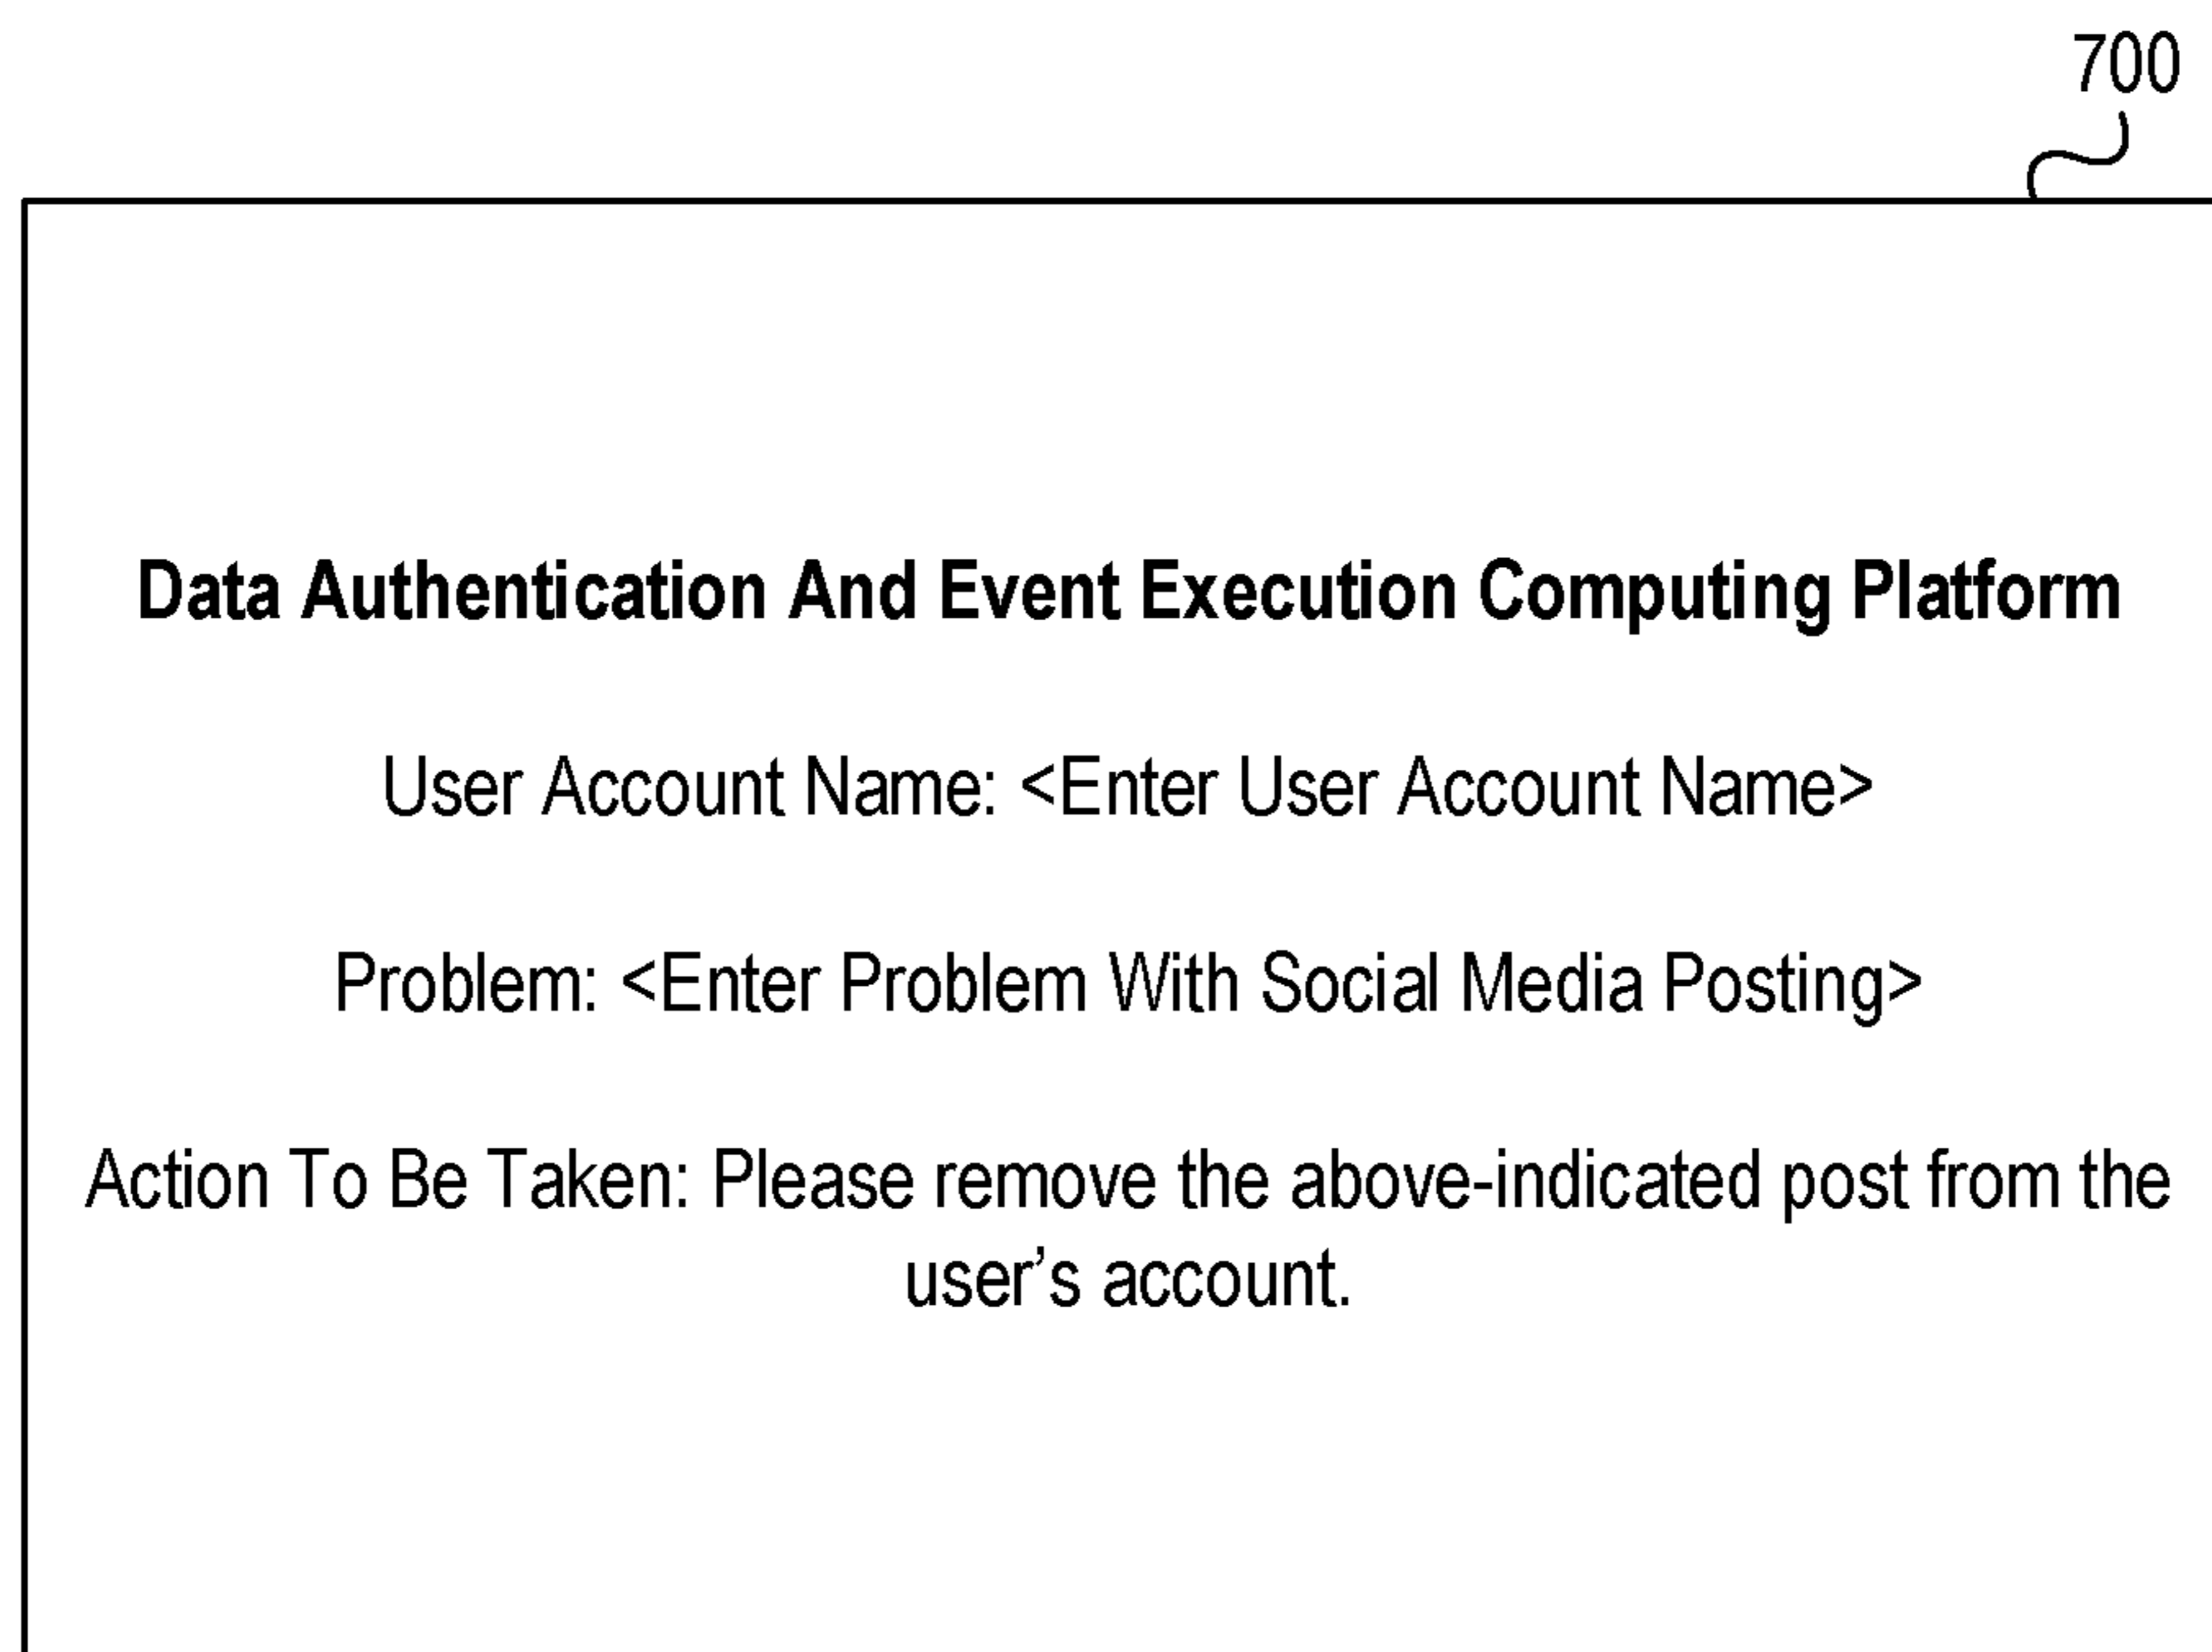 700
Data Authentication And Event Execution Computing Platform
User Account Name: <Enter User Account Name>
Problem: <Enter Problem With Social Media Posting>
Action To Be Taken: Please remove the above-indicated post from the
user’s account.